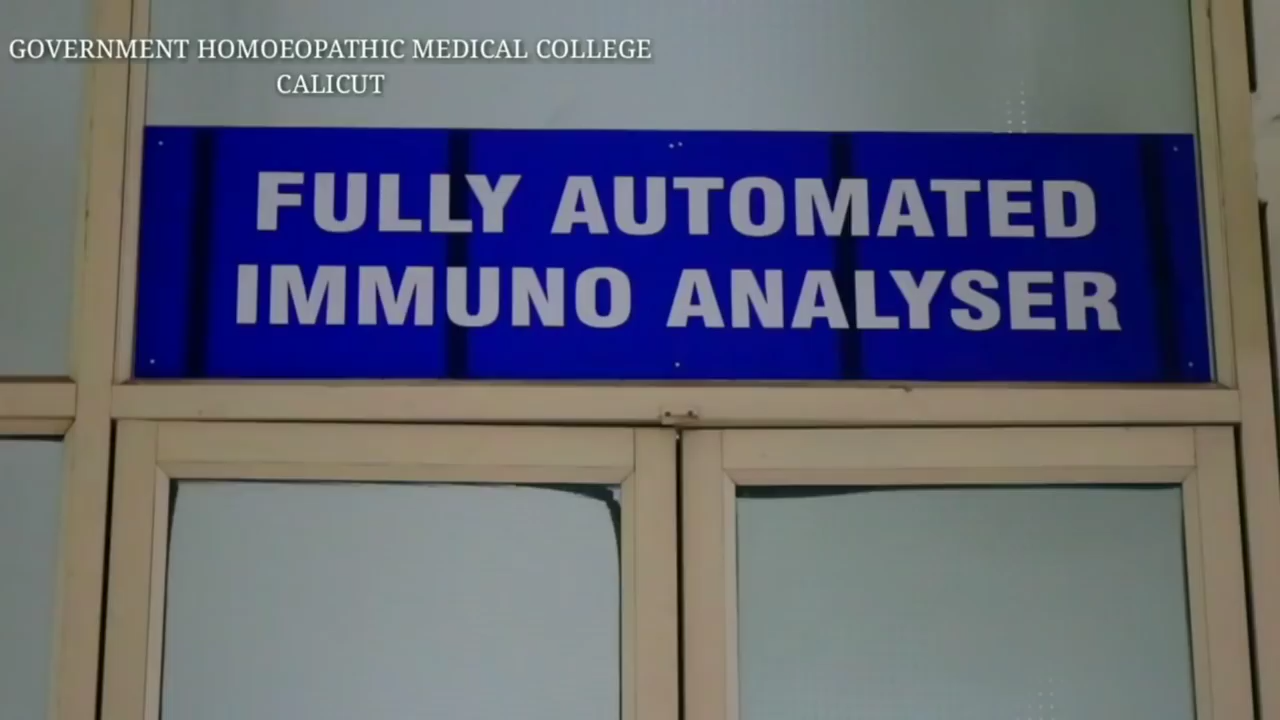 GOVERNMENT HOMOEOPATHIC MEDICAL COLLEGE
CALICUT
FULLY AUTOMATED
IMMUNO ANALYSER